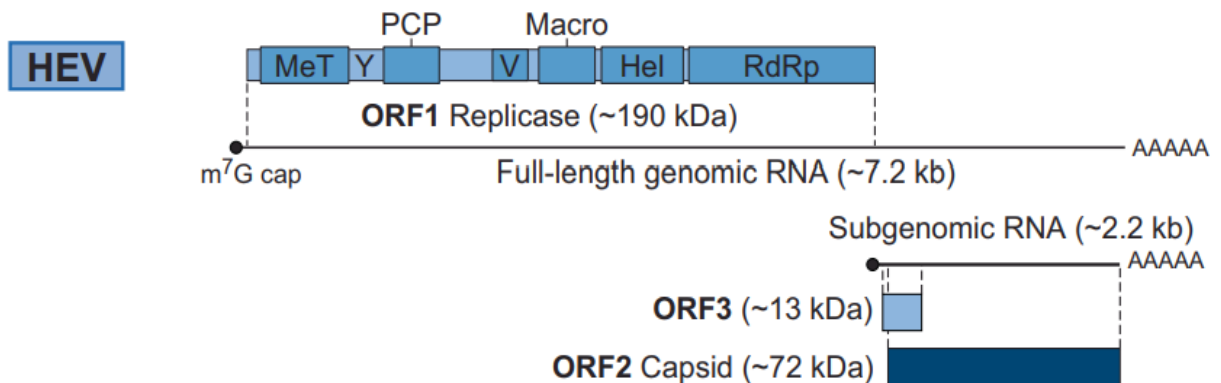 HEV
PCP Macro
MeT Y V Hel RdRp
ORF1 Replicase (~190 kDa)
m⁷G cap
AAAAA
Full-length genomic RNA (~7.2 kb)
Subgenomic RNA (~2.2 kb)
AAAAA
ORF3 (~13 kDa)
ORF2 Capsid (~72 kDa)